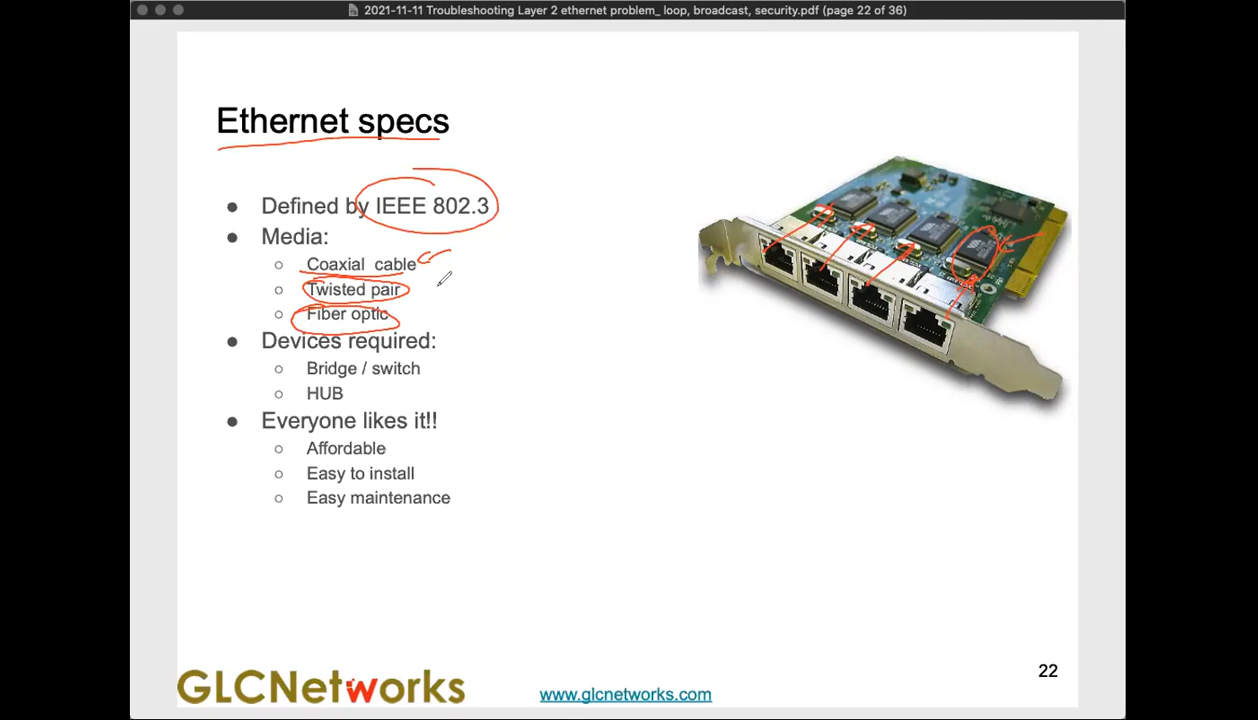 2021-11-11 Troubleshooting Layer 2 ethernet problem_ loop, broadcast, security.pdf (page 22 of 36)
Ethernet specs
● Defined by IEEE 802.3
● Media:
○ Coaxial cable
○ Twisted pair
○ Fiber optic
● Devices required:
○ Bridge / switch
○ HUB
● Everyone likes it!!
○ Affordable
○ Easy to install
○ Easy maintenance
22
GLCNetworks
www.glcnetworks.com